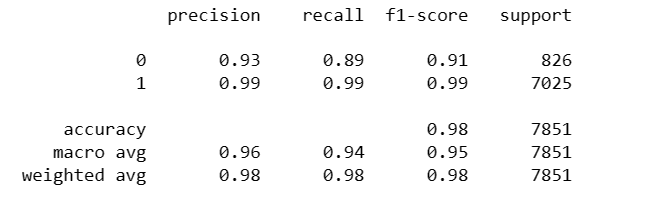 precision recall f1-score support
0 0.93 0.89 0.91 826
1 0.99 0.99 0.99 7025
accuracy 0.98 7851
macro avg 0.96 0.94 0.95 7851
weighted avg 0.98 0.98 0.98 7851